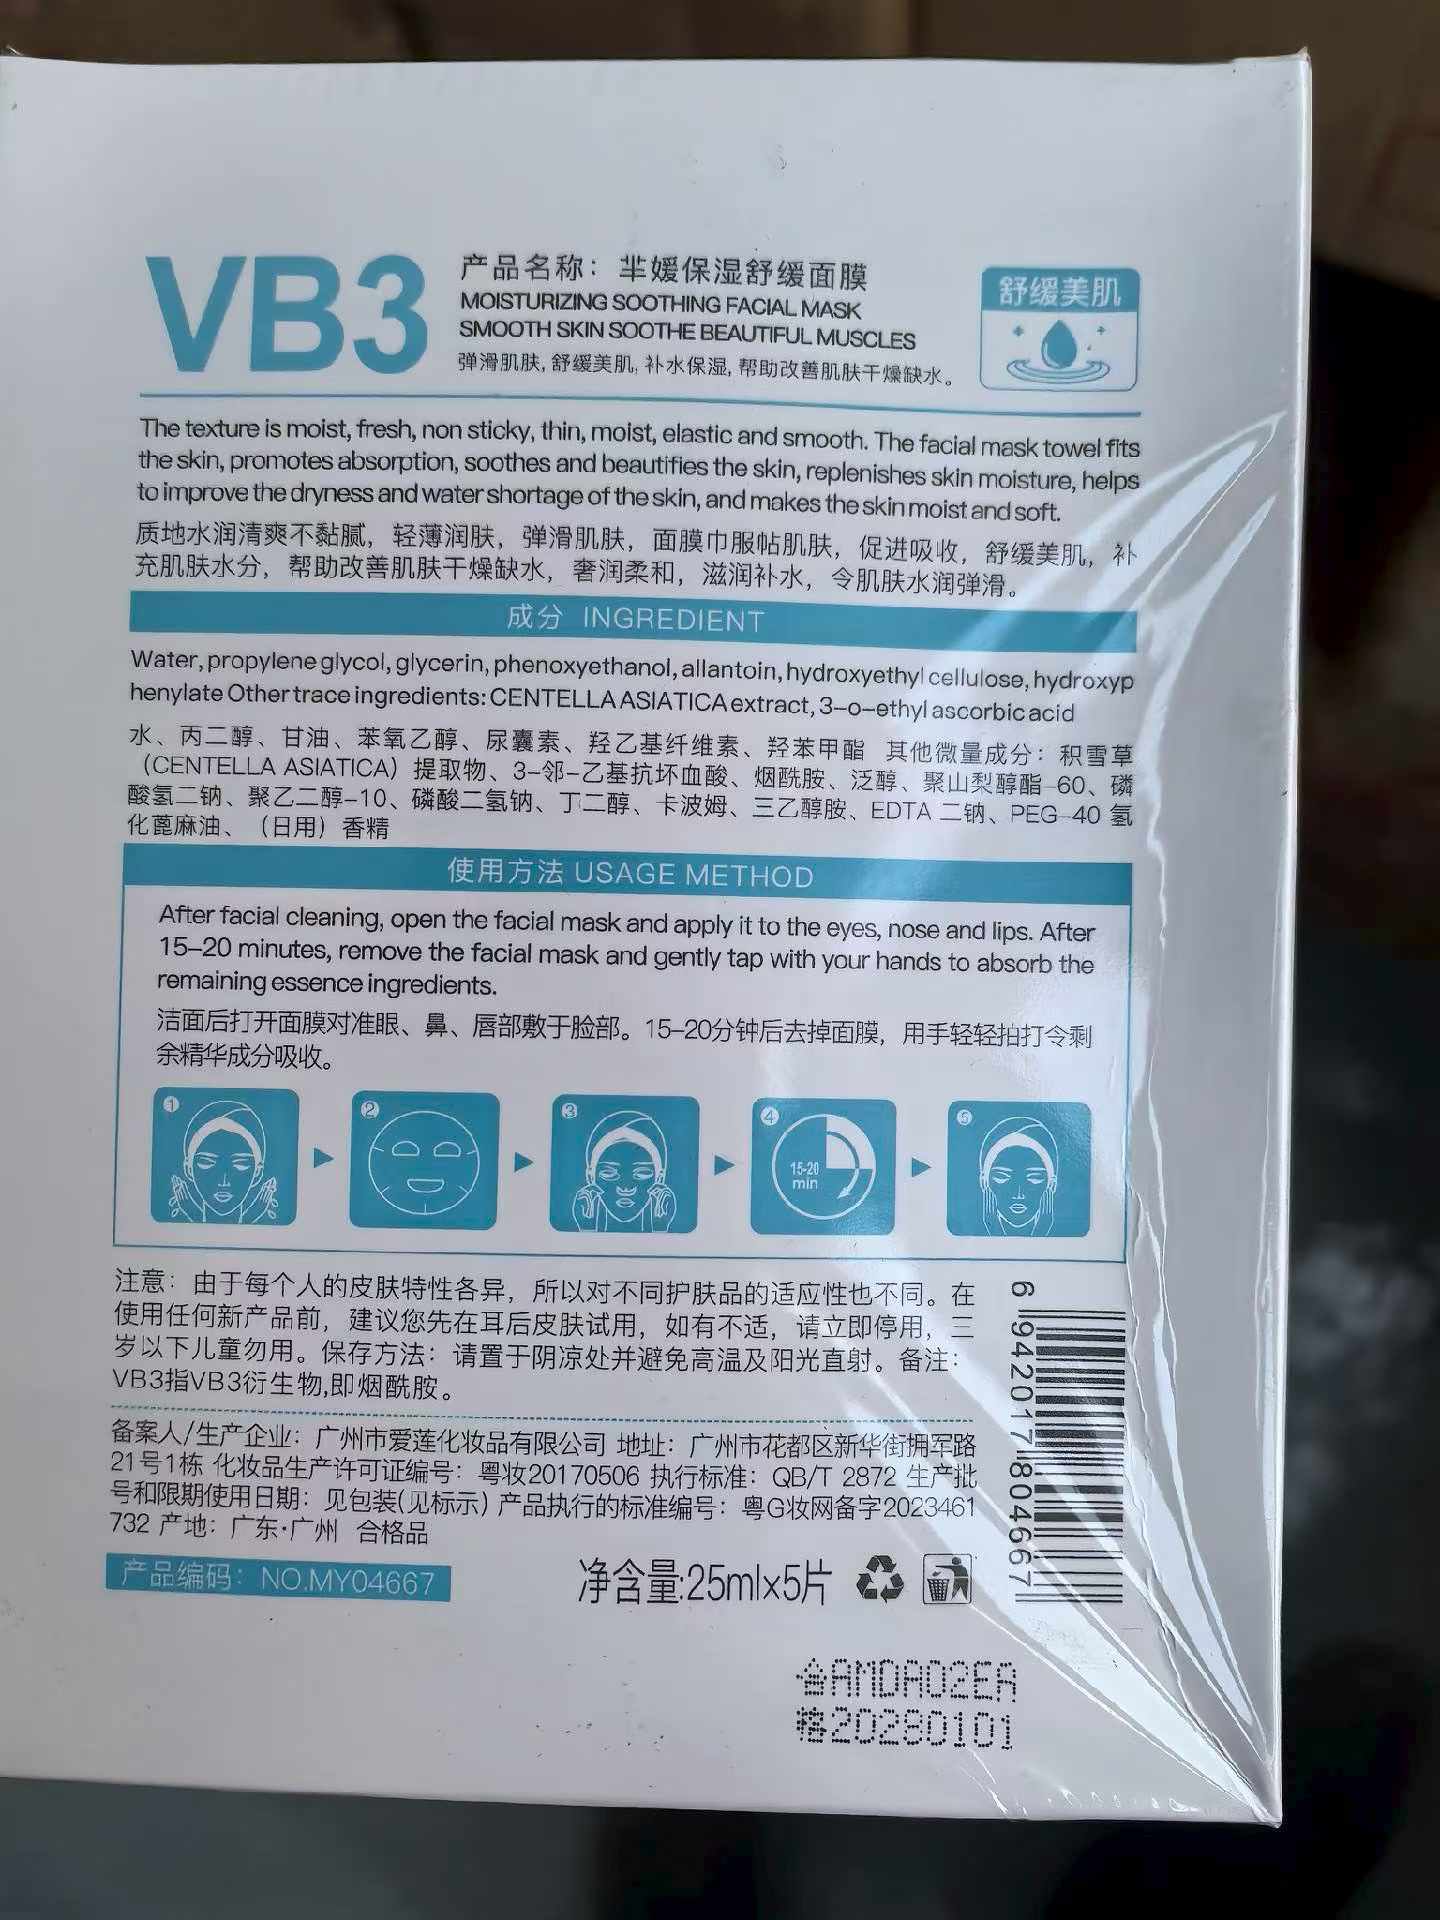 VB3
产品名称：芈媛保湿舒缓面膜
MOISTURIZING SOOTHING FACIAL MASK
SMOOTH SKIN SOOTHE BEAUTIFUL MUSCLES
弹滑肌肤,舒缓美肌,补水保湿,帮助改善肌肤干燥缺水。
舒缓美肌
The texture is moist, fresh, non sticky, thin, moist, elastic and smooth. The facial mask towel fits
the skin, promotes absorption, soothes and beautifies the skin, replenishes skin moisture, helps
to improve the dryness and water shortage of the skin, and makes the skin moist and soft.
质地水润清爽不黏腻，轻薄润肤，弹滑肌肤，面膜巾服帖肌肤，促进吸收，舒缓美肌，补
充肌肤水分，帮助改善肌肤干燥缺水，奢润柔和，滋润补水，令肌肤水润弹滑。
成分 INGREDIENT
Water, propylene glycol, glycerin, phenoxyethanol, allantoin, hydroxyethyl cellulose, hydroxyp
henylate Other trace ingredients: CENTELLA ASIATICA extract, 3-o-ethyl ascorbic acid
水、丙二醇、甘油、苯氧乙醇、尿囊素、羟乙基纤维素、羟苯甲酯 其他微量成分：积雪草
（CENTELLA ASIATICA）提取物、3-邻-乙基抗坏血酸、烟酰胺、泛醇、聚山梨醇酯-60、磷
酸氢二钠、聚乙二醇-10、磷酸二氢钠、丁二醇、卡波姆、三乙醇胺、EDTA 二钠、PEG-40 氢
化蓖麻油、（日用）香精
使用方法 USAGE METHOD
After facial cleaning, open the facial mask and apply it to the eyes, nose and lips. After
15-20 minutes, remove the facial mask and gently tap with your hands to absorb the
remaining essence ingredients.
洁面后打开面膜对准眼、鼻、唇部敷于脸部。15-20分钟后去掉面膜，用手轻轻拍打令剩
余精华成分吸收。
1
2
3
4
15-20
min
5
注意：由于每个人的皮肤特性各异，所以对不同护肤品的适应性也不同。在
使用任何新产品前，建议您先在耳后皮肤试用，如有不适，请立即停用，三
岁以下儿童勿用。保存方法：请置于阴凉处并避免高温及阳光直射。备注：
VB3指VB3衍生物,即烟酰胺。
备案人/生产企业：广州市爱莲化妆品有限公司 地址：广州市花都区新华街拥军路
21号1栋 化妆品生产许可证编号：粤妆20170506 执行标准：QB/T 2872 生产批
号和限期使用日期：见包装(见标示) 产品执行的标准编号：粤G妆网备字2023461
732 产地：广东·广州 合格品
产品编码：NO.MY04667
净含量:25ml×5片
6 942017 804667
合AMDA02EA
格20280101